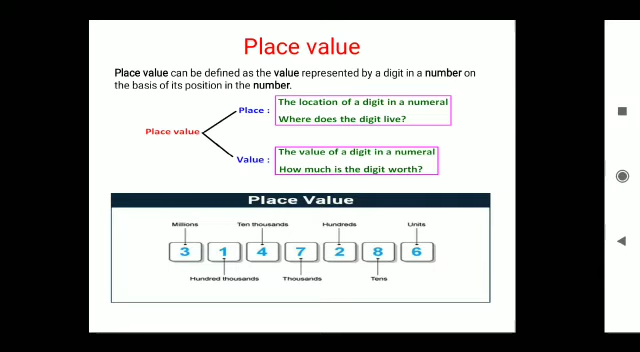 Place value
Place value can be defined as the value represented by a digit in a number on
the basis of its position in the number.
Place value
Place :
The location of a digit in a numeral
Where does the digit live?
Value :
The value of a digit in a numeral
How much is the digit worth?
Place Value
Millions Ten thousands Hundreds Units
3 1 4 7 2 8 6
Hundred thousands Thousands Tens